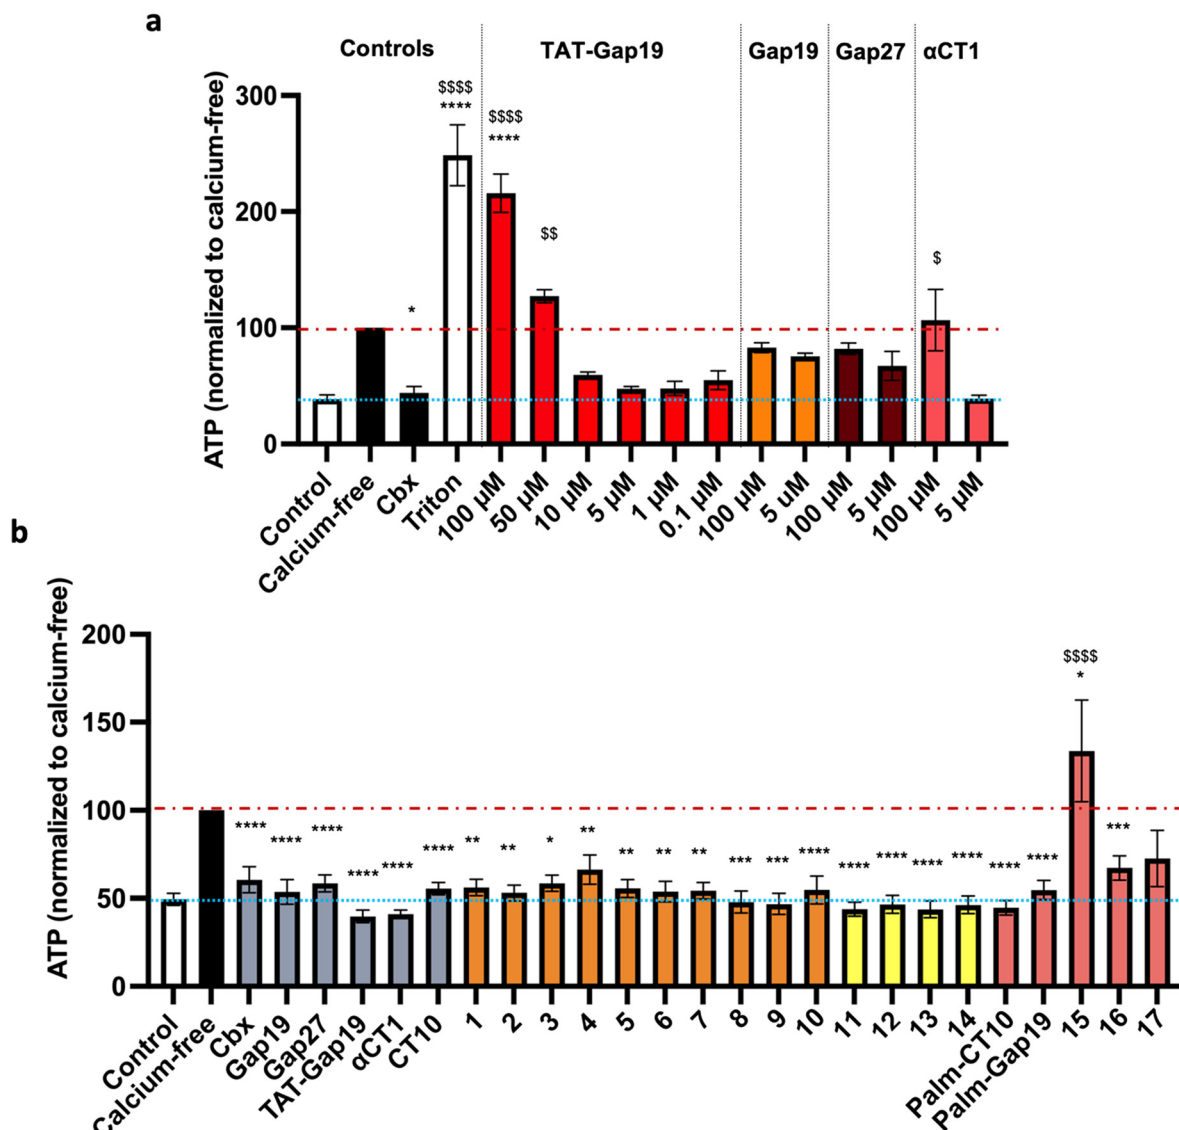 a
Controls TAT-Gap19 Gap19 Gap27 αCT1
ATP (normalized to calcium-free)
300
200
100
0
$$$$
****
$$$$
****
$$
*
$
Control Calcium-free Cbx Triton 100 μM 50 μM 10 μM 5 μM 1 μM 0.1 μM 100 μM 5 uM 100 μM 5 μM 100 μM 5 μM
b
ATP (normalized to calcium-free)
200
150
100
50
0
$$$$
*
**** **** **** **** **** **** ** ** * ** ** ** ** *** *** **** **** **** **** **** **** **** ***
Control Calcium-free Cbx Gap19 Gap27 TAT-Gap19 αCT1 CT10 1 2 3 4 5 6 7 8 9 10 11 12 13 14 Palm-CT10 Palm-Gap19 15 16 17